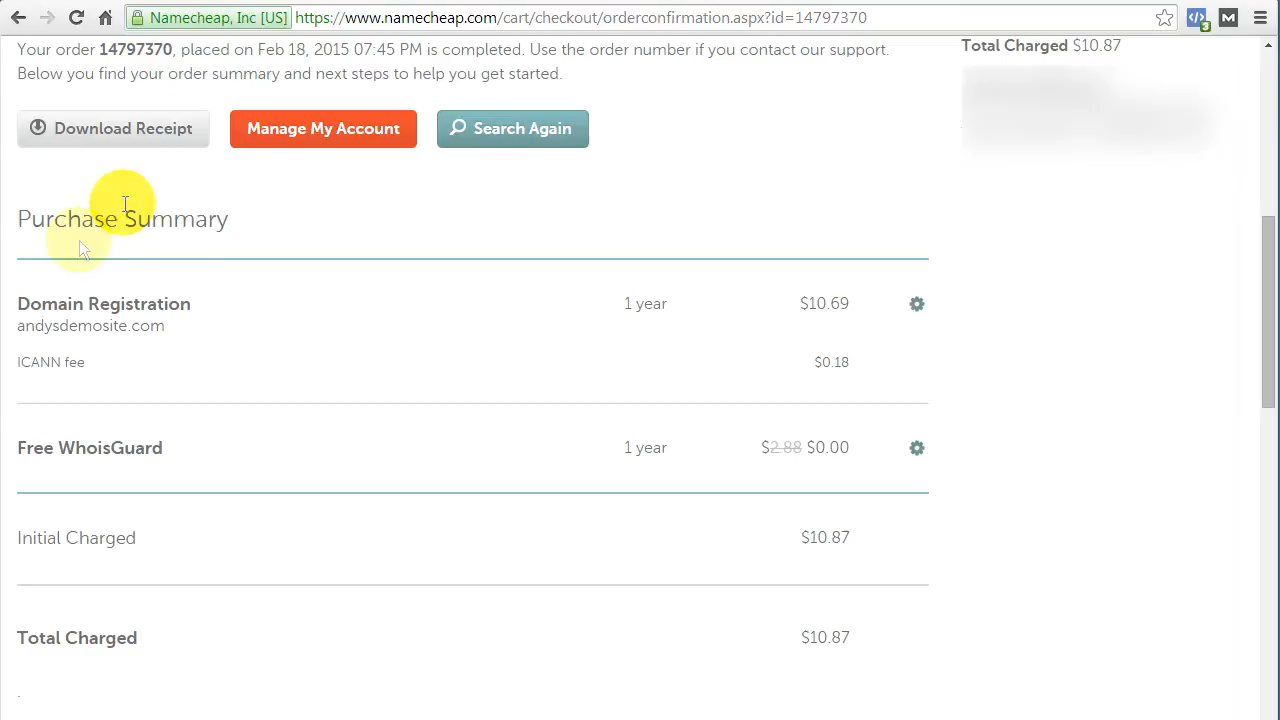 Namecheap, Inc [US] https://www.namecheap.com/cart/checkout/orderconfirmation.aspx?id=14797370
3
Your order 14797370, placed on Feb 18, 2015 07:45 PM is completed. Use the order number if you contact our support.
Below you find your order summary and next steps to help you get started.
Total Charged $10.87
Download Receipt
Manage My Account
Search Again
Purchase Summary
Domain Registration 1 year $10.69
andysdemosite.com
ICANN fee $0.18
Free WhoisGuard 1 year $2.88 $0.00
Initial Charged $10.87
Total Charged $10.87
.